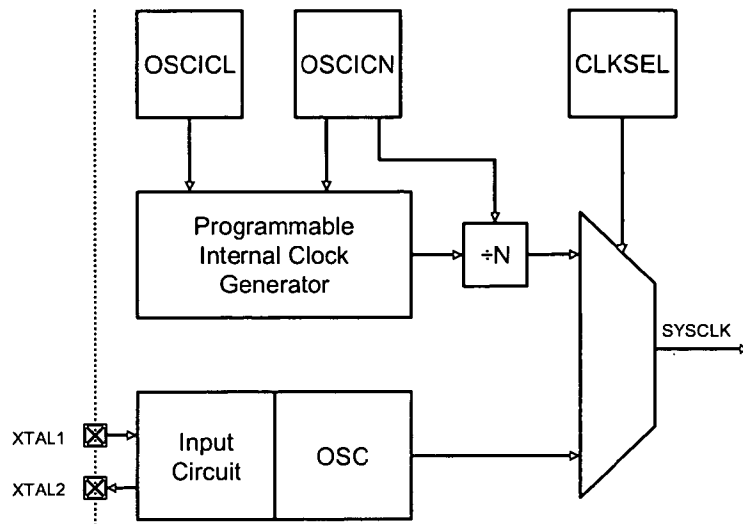 OSCICL
OSCICN
CLKSEL
Programmable
Internal Clock
Generator
÷N
SYSCLK
XTAL1
XTAL2
Input
Circuit
OSC